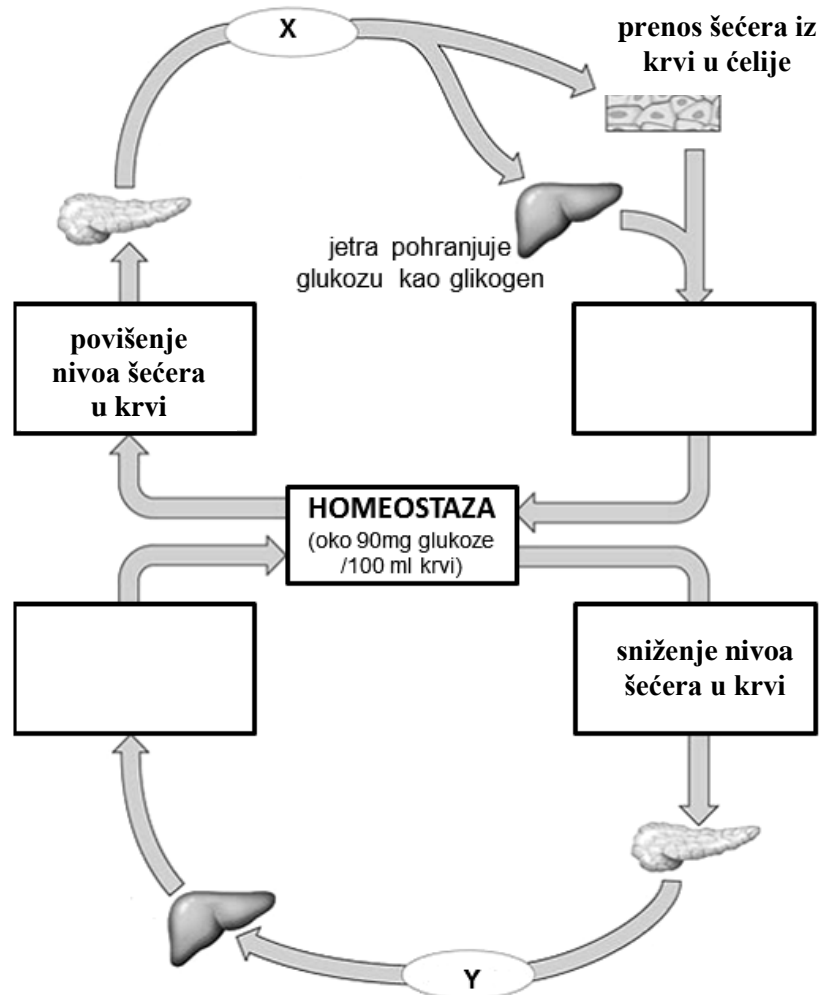 X
prenos šećera iz
krvi u ćelije
jetra pohranjuje
glukozu kao glikogen
povišenje
nivoa šećera
u krvi
HOMEOSTAZA
(oko 90mg glukoze
/100 ml krvi)
sniženje nivoa
šećera u krvi
Y